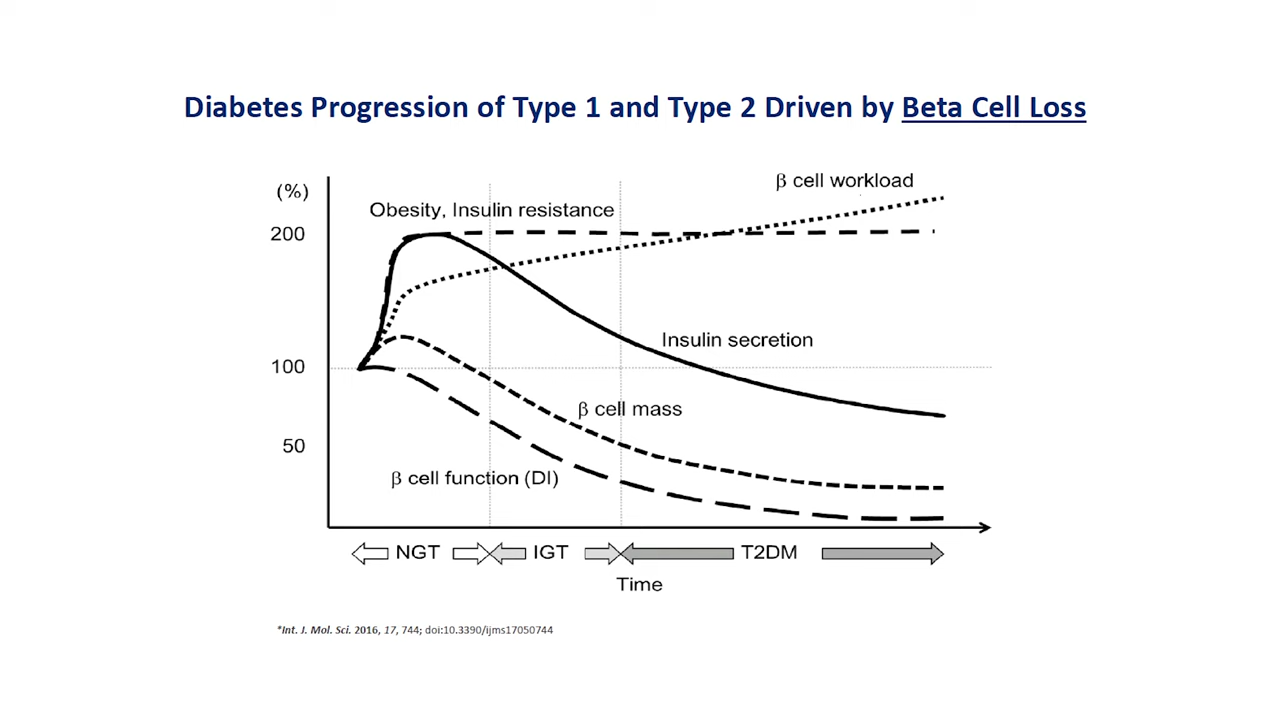 Diabetes Progression of Type 1 and Type 2 Driven by Beta Cell Loss
β cell workload
(%)
Obesity, Insulin resistance
200
Insulin secretion
100
β cell mass
50
β cell function (DI)
NGT IGT T2DM
Time
*Int. J. Mol. Sci. 2016, 17, 744; doi:10.3390/ijms17050744